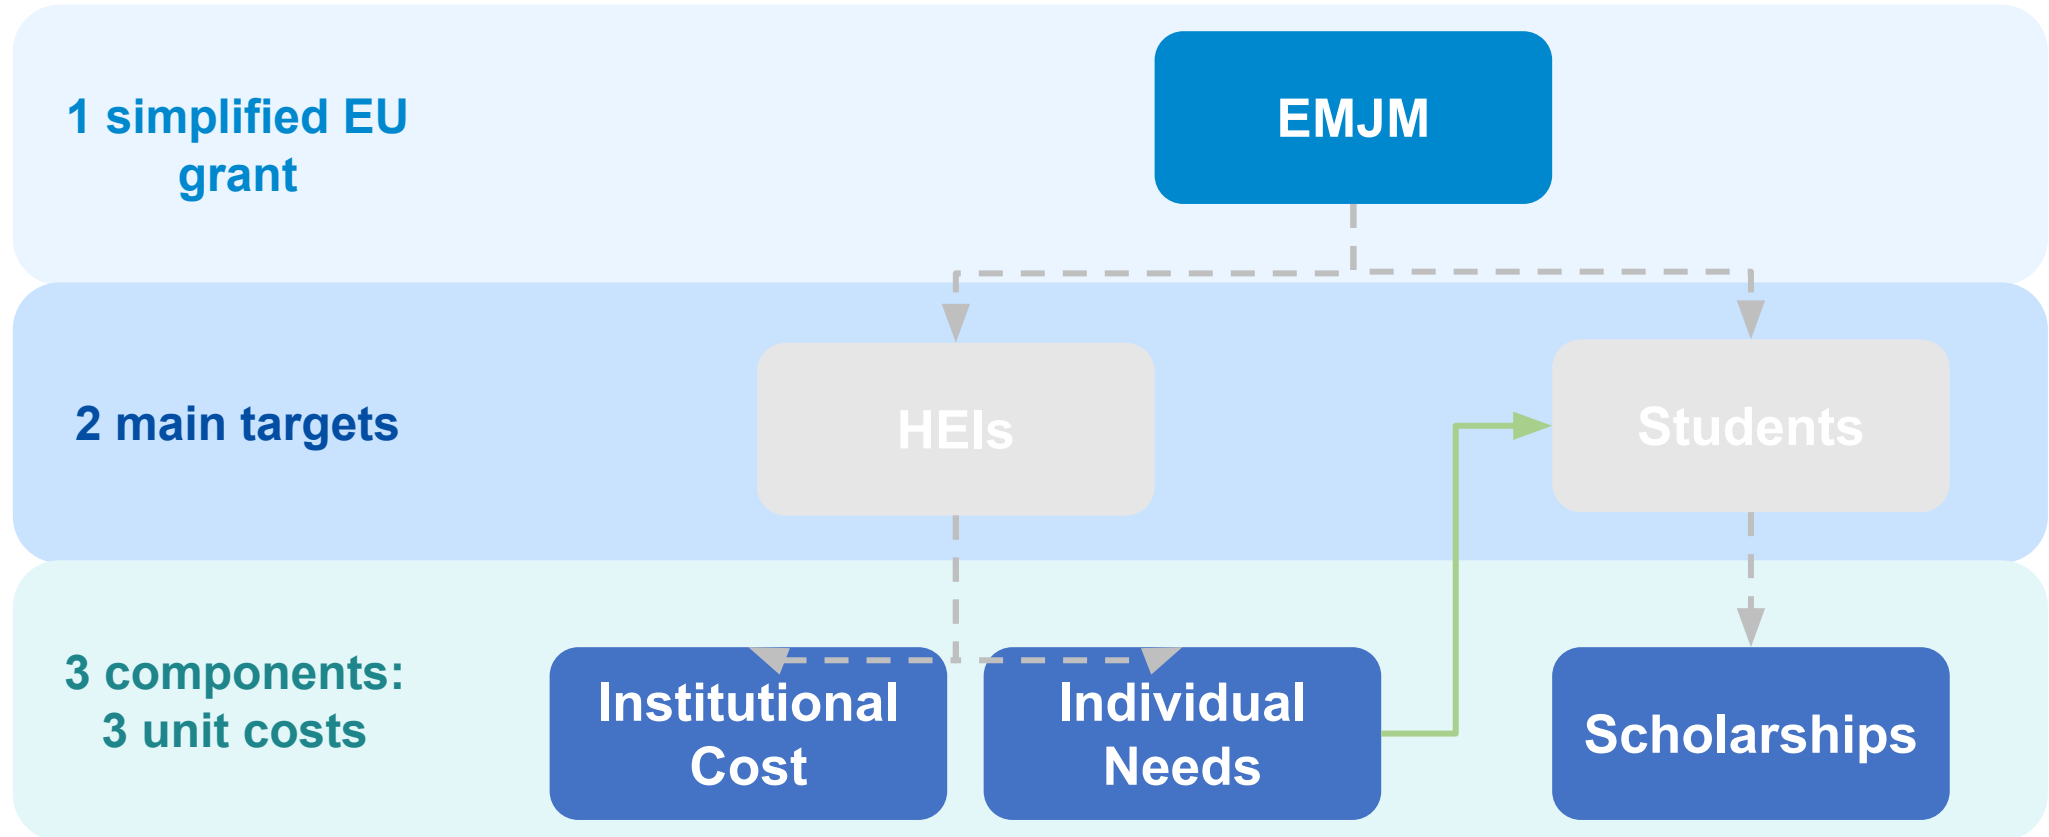 1 simplified EU
grant
EMJM
2 main targets
HEIs
Students
3 components:
3 unit costs
Institutional
Cost
Individual
Needs
Scholarships